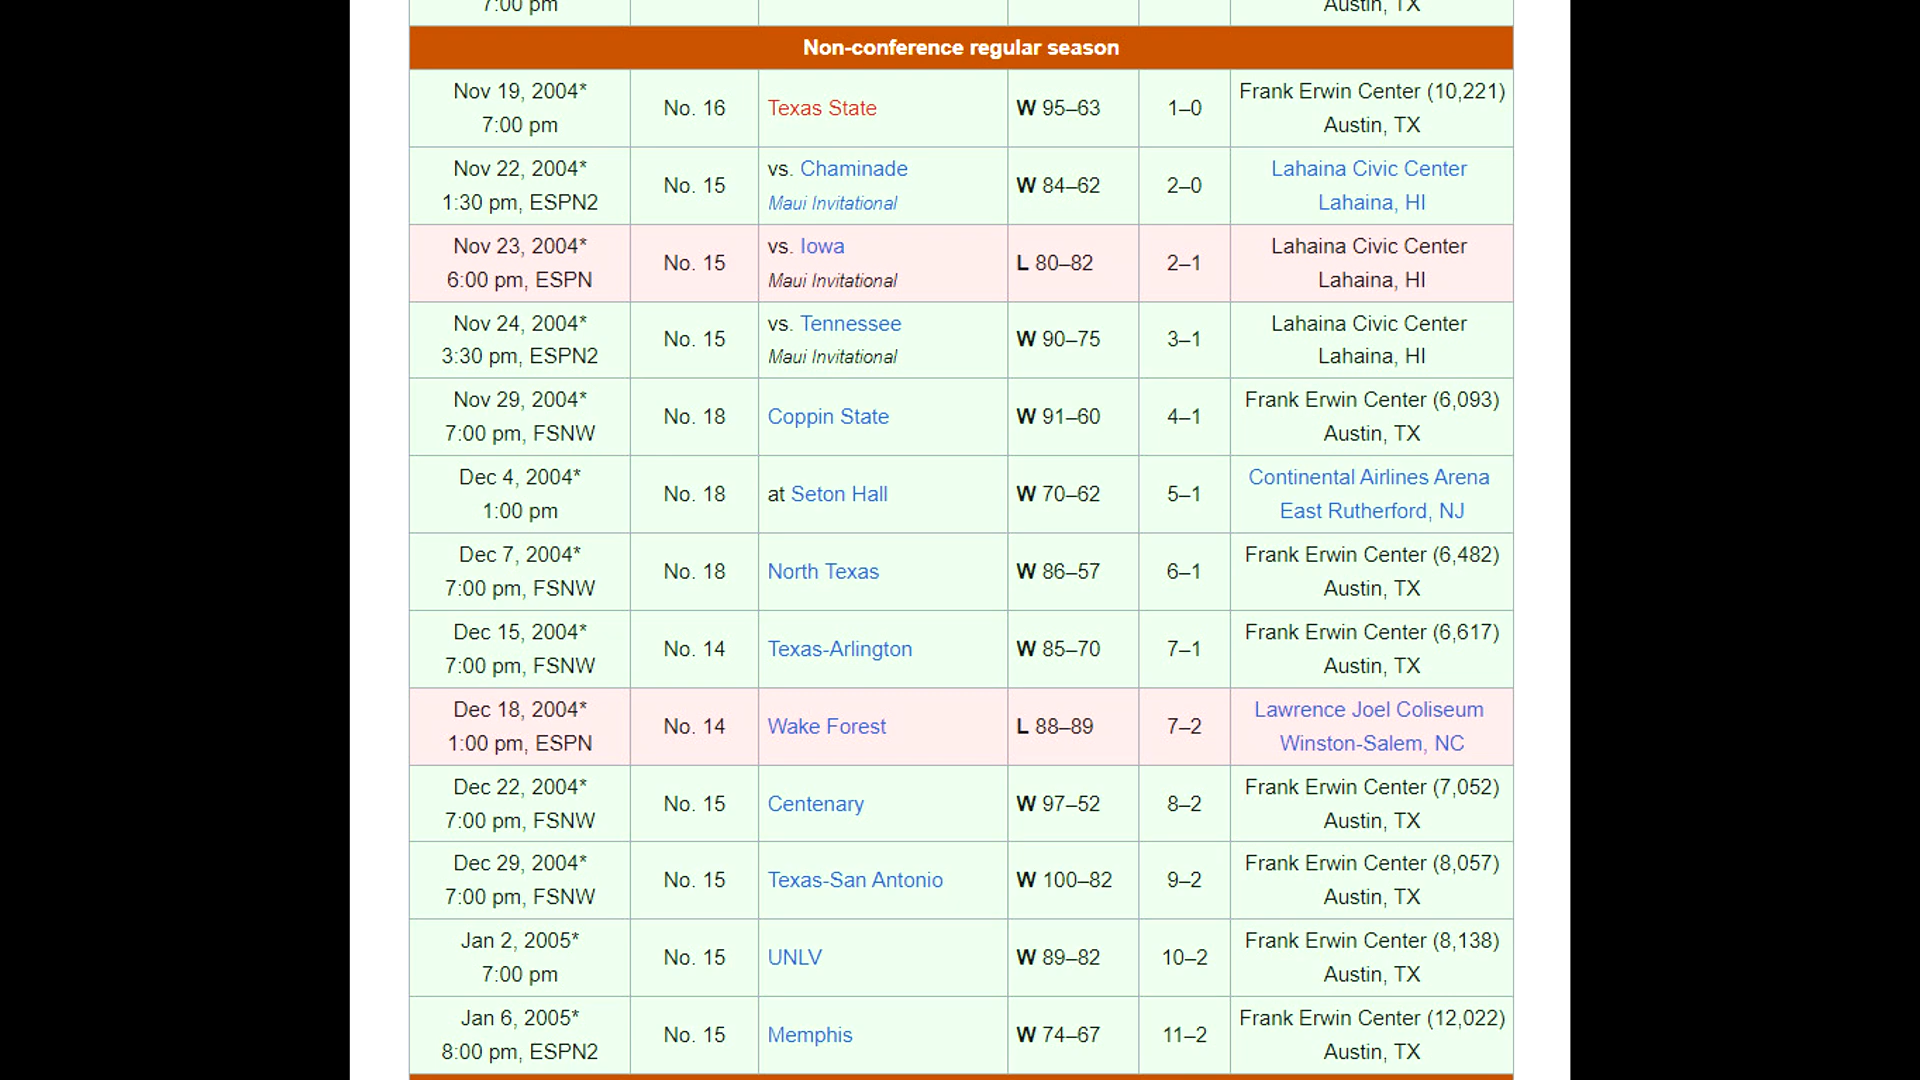 7:00 pm Austin, TX
Non-conference regular season
Nov 19, 2004*
7:00 pm
No. 16
Texas State
W 95–63
1–0
Frank Erwin Center (10,221)
Austin, TX
Nov 22, 2004*
1:30 pm, ESPN2
No. 15
vs. Chaminade
Maui Invitational
W 84–62
2–0
Lahaina Civic Center
Lahaina, HI
Nov 23, 2004*
6:00 pm, ESPN
No. 15
vs. Iowa
Maui Invitational
L 80–82
2–1
Lahaina Civic Center
Lahaina, HI
Nov 24, 2004*
3:30 pm, ESPN2
No. 15
vs. Tennessee
Maui Invitational
W 90–75
3–1
Lahaina Civic Center
Lahaina, HI
Nov 29, 2004*
7:00 pm, FSNW
No. 18
Coppin State
W 91–60
4–1
Frank Erwin Center (6,093)
Austin, TX
Dec 4, 2004*
1:00 pm
No. 18
at Seton Hall
W 70–62
5–1
Continental Airlines Arena
East Rutherford, NJ
Dec 7, 2004*
7:00 pm, FSNW
No. 18
North Texas
W 86–57
6–1
Frank Erwin Center (6,482)
Austin, TX
Dec 15, 2004*
7:00 pm, FSNW
No. 14
Texas-Arlington
W 85–70
7–1
Frank Erwin Center (6,617)
Austin, TX
Dec 18, 2004*
1:00 pm, ESPN
No. 14
Wake Forest
L 88–89
7–2
Lawrence Joel Coliseum
Winston-Salem, NC
Dec 22, 2004*
7:00 pm, FSNW
No. 15
Centenary
W 97–52
8–2
Frank Erwin Center (7,052)
Austin, TX
Dec 29, 2004*
7:00 pm, FSNW
No. 15
Texas-San Antonio
W 100–82
9–2
Frank Erwin Center (8,057)
Austin, TX
Jan 2, 2005*
7:00 pm
No. 15
UNLV
W 89–82
10–2
Frank Erwin Center (8,138)
Austin, TX
Jan 6, 2005*
8:00 pm, ESPN2
No. 15
Memphis
W 74–67
11–2
Frank Erwin Center (12,022)
Austin, TX